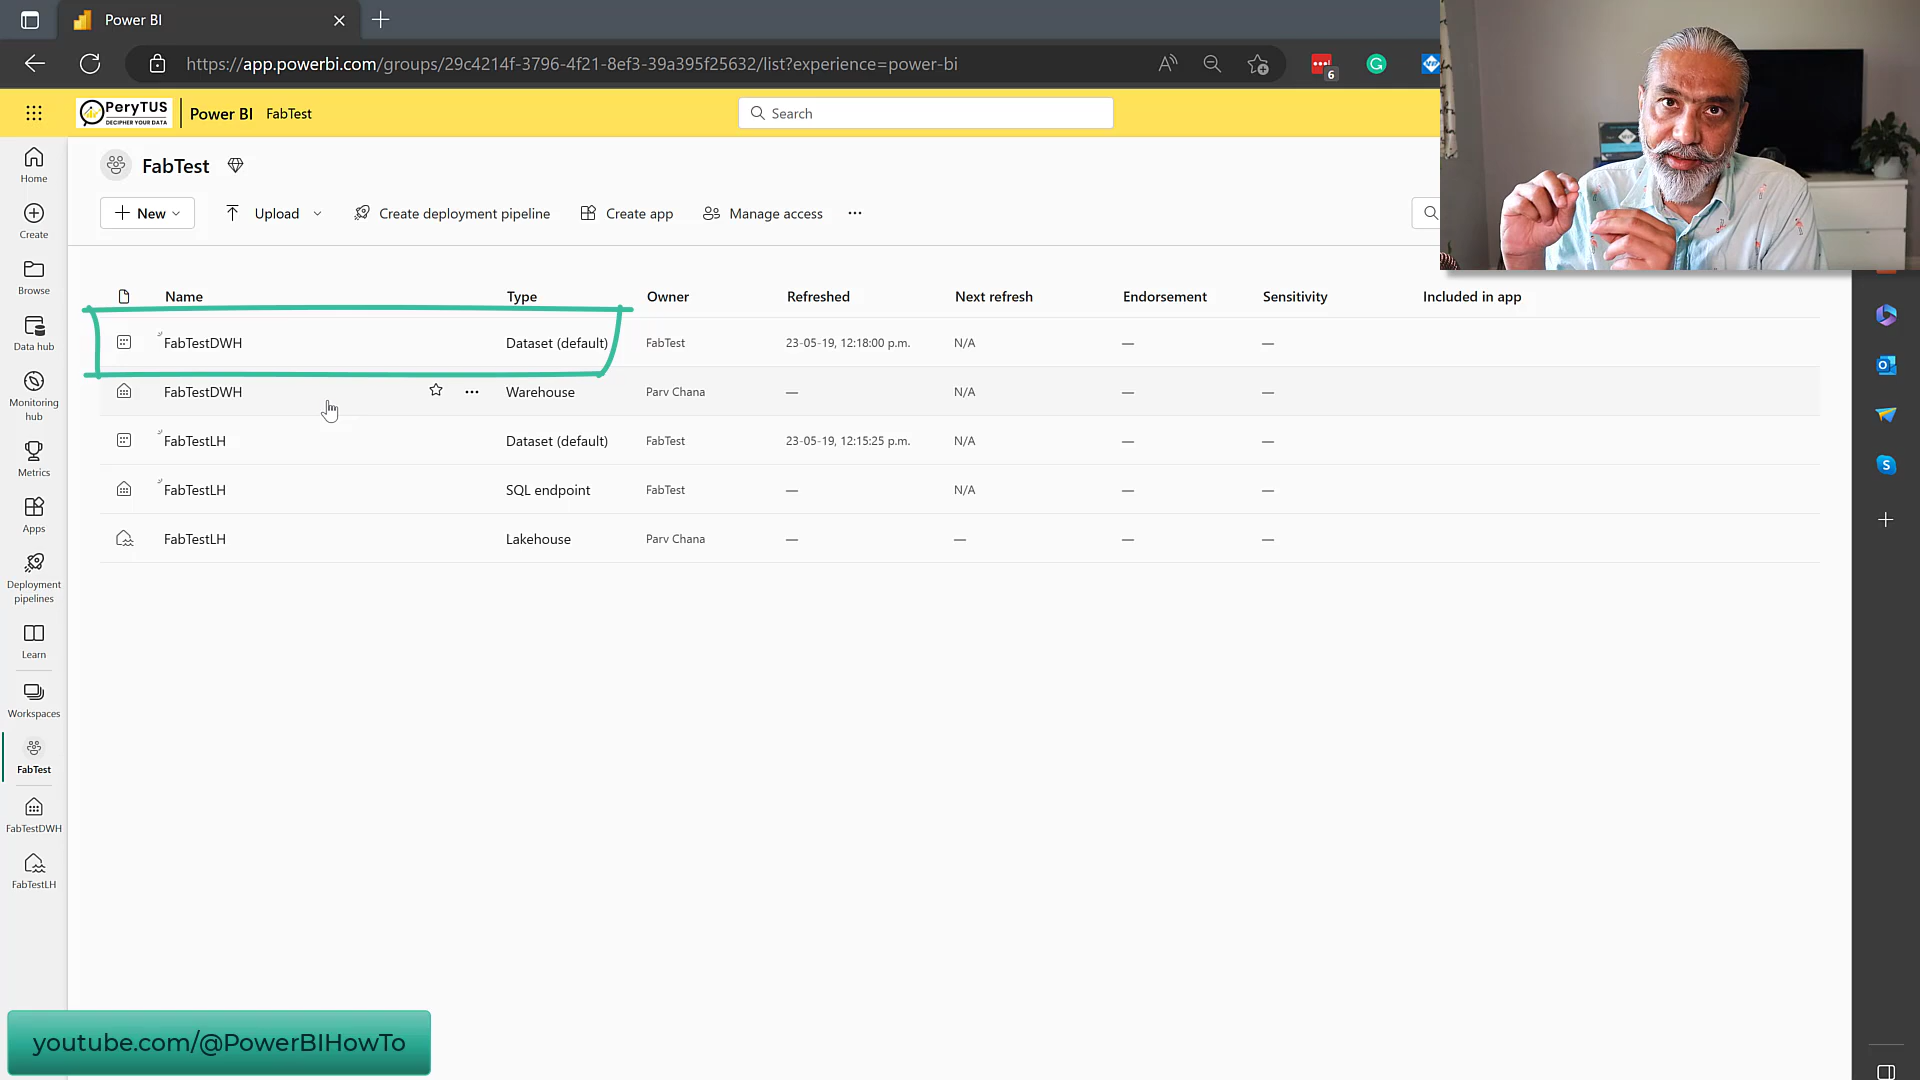 Power BI
https://app.powerbi.com/groups/29c4214f-3796-4f21-8ef3-39a395f25632/list?experience=power-bi
6
PeryTUS
DECIPHER YOUR DATA
Power BI FabTest
Search
FabTest
New
Upload
Create deployment pipeline
Create app
Manage access
Home
Create
Browse
Data hub
Monitoring
hub
Metrics
Apps
Deployment
pipelines
Learn
Workspaces
FabTest
FabTestDWH
FabTestLH
Name Type Owner Refreshed Next refresh Endorsement Sensitivity Included in app
FabTestDWH Dataset (default) FabTest 23-05-19, 12:18:00 p.m. N/A — —
FabTestDWH Warehouse Parv Chana — N/A — —
FabTestLH Dataset (default) FabTest 23-05-19, 12:15:25 p.m. N/A — —
FabTestLH SQL endpoint FabTest — N/A — —
FabTestLH Lakehouse Parv Chana — — — —
youtube.com/@PowerBIHowTo